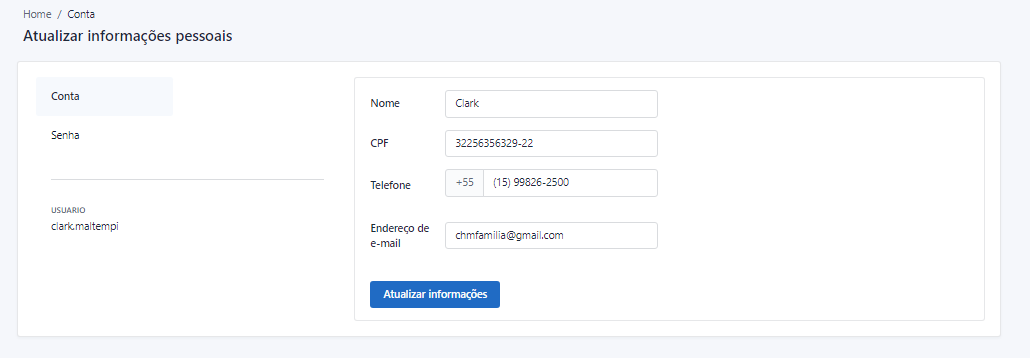 Home / Conta
Atualizar informações pessoais
Conta
Senha
USUARIO
clark.maltempi
Nome
Clark
CPF
32256356329-22
Telefone
+55 (15) 99826-2500
Endereço de
e-mail
chmfamilia@gmail.com
Atualizar informações